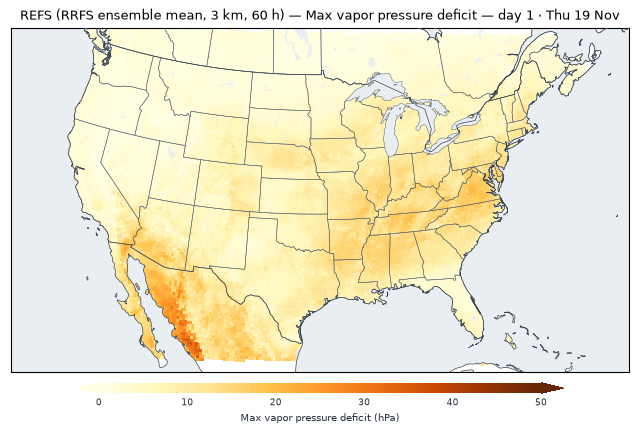 REFS (RRFS ensemble mean, 3 km, 60 h) — Max vapor pressure deficit — day 1 · Thu 19 Nov
0 10 20 30 40 50
Max vapor pressure deficit (hPa)